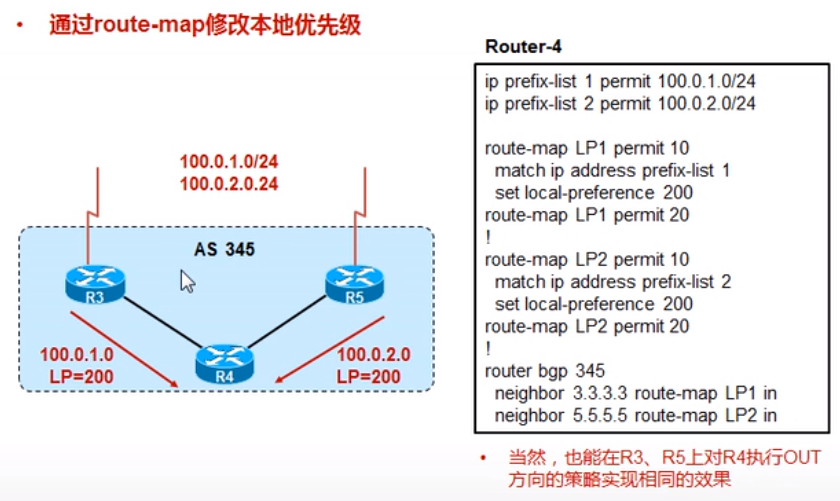 • 通过route-map修改本地优先级
100.0.1.0/24
100.0.2.0.24
AS 345
R3
R5
R4
100.0.1.0
LP=200
100.0.2.0
LP=200
Router-4
ip prefix-list 1 permit 100.0.1.0/24
ip prefix-list 2 permit 100.0.2.0/24
route-map LP1 permit 10
match ip address prefix-list 1
set local-preference 200
route-map LP1 permit 20
!
route-map LP2 permit 10
match ip address prefix-list 2
set local-preference 200
route-map LP2 permit 20
!
router bgp 345
neighbor 3.3.3.3 route-map LP1 in
neighbor 5.5.5.5 route-map LP2 in
• 当然，也能在R3、R5上对R4执行OUT
方向的策略实现相同的效果